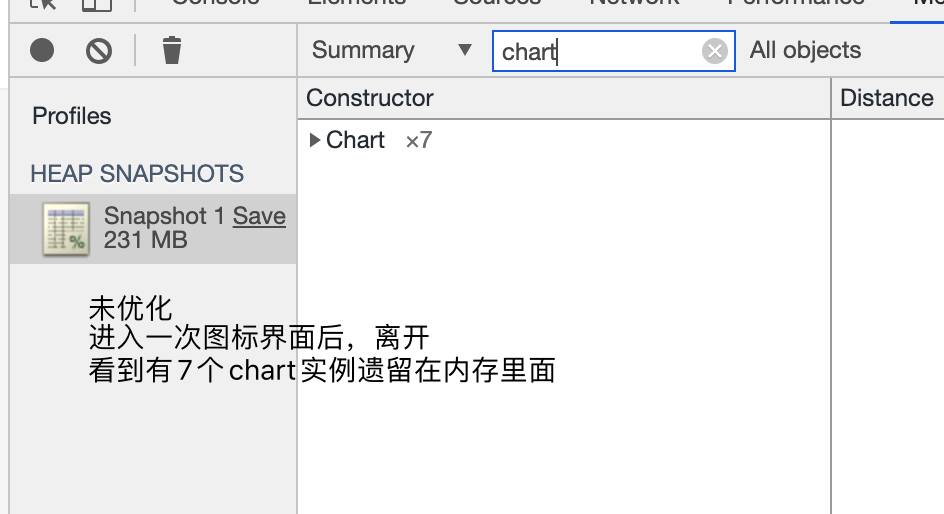 Console Elements Sources Network Performance
Summary ▼ chart All objects
Profiles
Constructor Distance
Chart ×7
HEAP SNAPSHOTS
Snapshot 1 Save
231 MB
未优化
进入一次图标界面后，离开
看到有7个chart实例遗留在内存里面